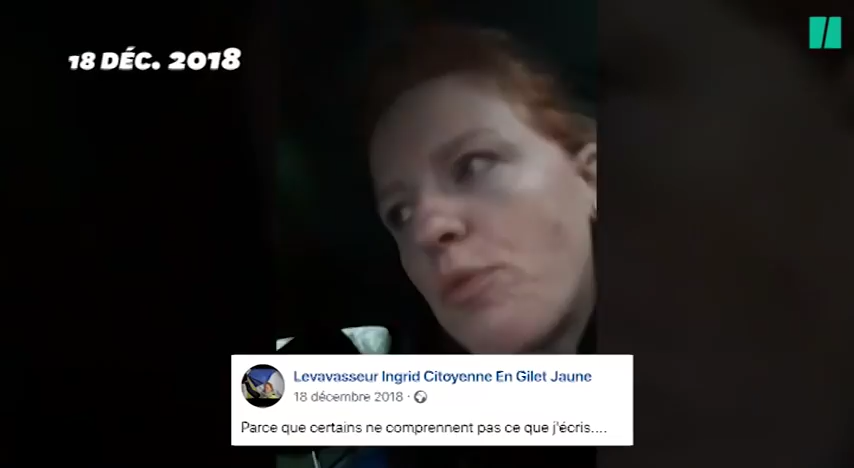 18 DÉC. 2018
Levavasseur Ingrid Citoyenne En Gilet Jaune
18 décembre 2018 ·
Parce que certains ne comprennent pas ce que j'écris....